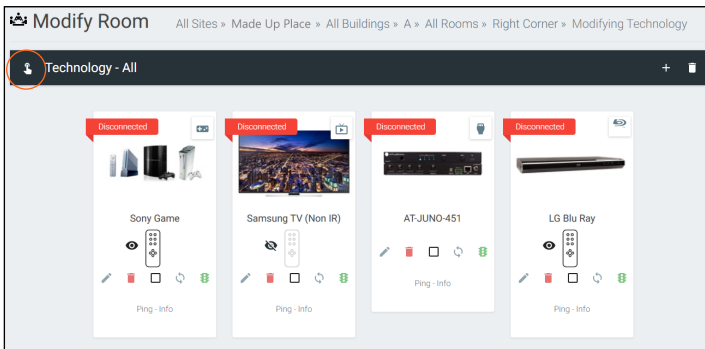 Modify Room All Sites » Made Up Place » All Buildings » A » All Rooms » Right Corner » Modifying Technology
Technology - All
Disconnected Disconnected Disconnected Disconnected
Sony Game Samsung TV (Non IR) AT-JUNO-451 LG Blu Ray
Ping - Info Ping - Info Ping - Info Ping - Info